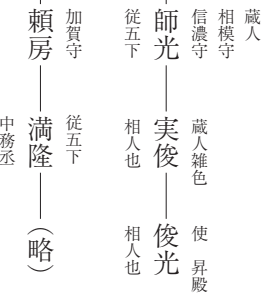 蔵人
相模守
信濃守
師光
従五下
蔵人雑色
実俊
相人也
使 昇殿
俊光
相人也
加賀守
頼房
従五下
満隆
中務丞
（略）